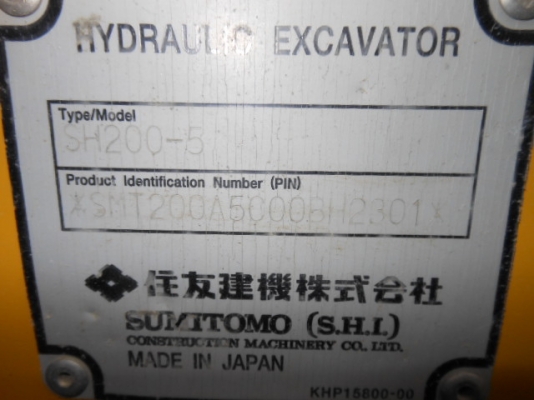 HYDRAULIC EXCAVATOR
Type/Model
SH200-5
Product Identification Number (PIN)
*SMT200A5C00BH2301*
住友建機株式会社
SUMITOMO (S.H.I.)
CONSTRUCTION MACHINERY CO., LTD.
MADE IN JAPAN
KHP15800-00